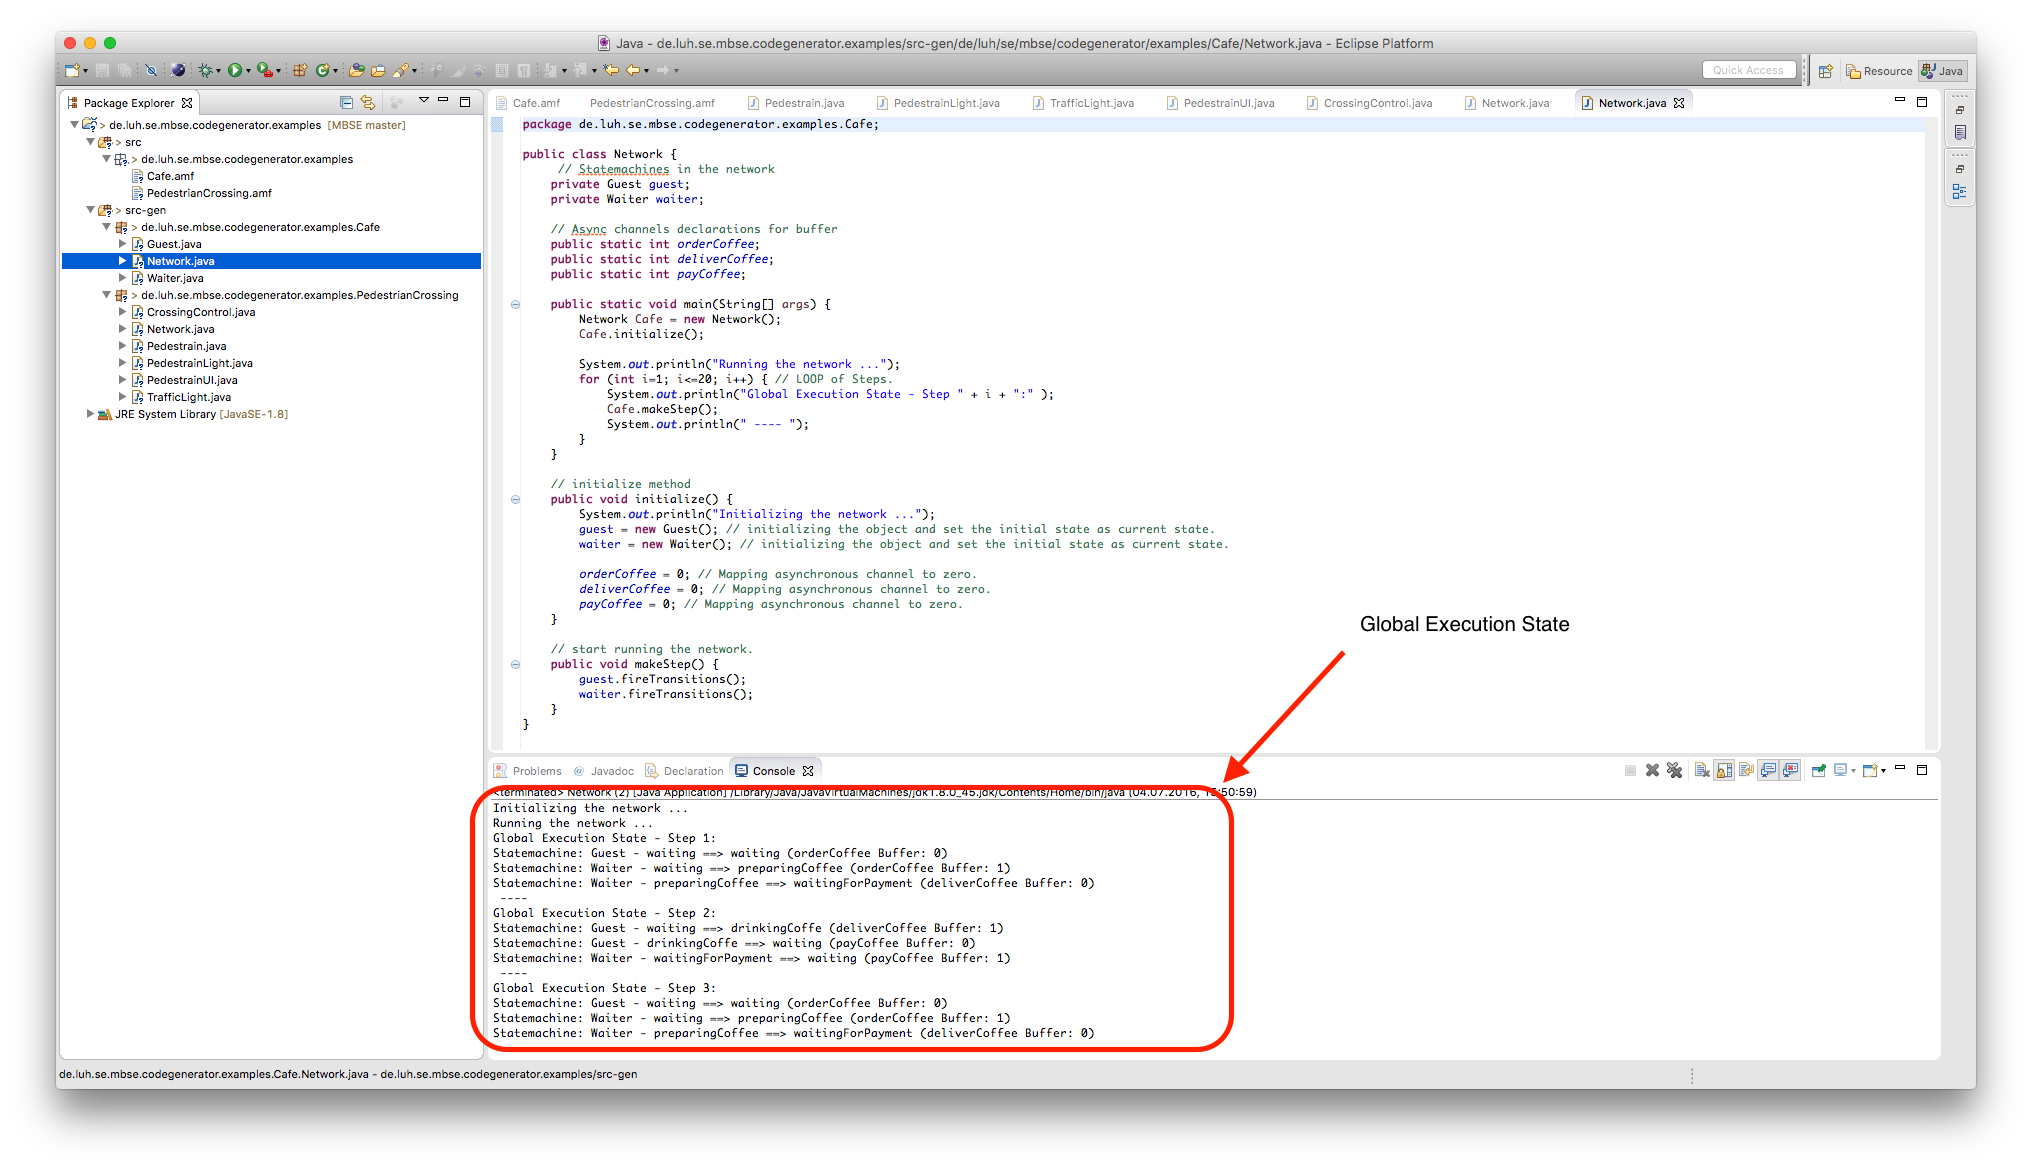 Java - de.luh.se.mbse.codegenerator.examples/src-gen/de/luh/se/mbse/codegenerator/examples/Cafe/Network.java - Eclipse Platform
Quick Access
Resource
Java
Package Explorer
> de.luh.se.mbse.codegenerator.examples [MBSE master]
> src
> de.luh.se.mbse.codegenerator.examples
Cafe.amf
PedestrianCrossing.amf
> src-gen
> de.luh.se.mbse.codegenerator.examples.Cafe
Guest.java
Network.java
Waiter.java
> de.luh.se.mbse.codegenerator.examples.PedestrianCrossing
CrossingControl.java
Network.java
Pedestrain.java
PedestrainLight.java
PedestrainUI.java
TrafficLight.java
JRE System Library [JavaSE-1.8]
Cafe.amf
PedestrianCrossing.amf
Pedestrain.java
PedestrainLight.java
TrafficLight.java
PedestrainUI.java
CrossingControl.java
Network.java
Network.java
package de.luh.se.mbse.codegenerator.examples.Cafe;
public class Network {
// Statemachines in the network
private Guest guest;
private Waiter waiter;
// Async channels declarations for buffer
public static int orderCoffee;
public static int deliverCoffee;
public static int payCoffee;
public static void main(String[] args) {
Network Cafe = new Network();
Cafe.initialize();
System.out.println("Running the network ...");
for (int i=1; i<=20; i++) { // LOOP of Steps.
System.out.println("Global Execution State - Step " + i + ":" );
Cafe.makeStep();
System.out.println(" ---- ");
}
}
// initialize method
public void initialize() {
System.out.println("Initializing the network ...");
guest = new Guest(); // initializing the object and set the initial state as current state.
waiter = new Waiter(); // initializing the object and set the initial state as current state.
orderCoffee = 0; // Mapping asynchronous channel to zero.
deliverCoffee = 0; // Mapping asynchronous channel to zero.
payCoffee = 0; // Mapping asynchronous channel to zero.
}
// start running the network.
public void makeStep() {
guest.fireTransitions();
waiter.fireTransitions();
}
}
Global Execution State
Problems
@ Javadoc
Declaration
Console
<terminated> Network (2) [Java Application] /Library/Java/JavaVirtualMachines/jdk1.8.0_45.jdk/Contents/Home/bin/java (04.07.2016, 15:50:59)
Initializing the network ...
Running the network ...
Global Execution State - Step 1:
Statemachine: Guest - waiting ==> waiting (orderCoffee Buffer: 0)
Statemachine: Waiter - waiting ==> preparingCoffee (orderCoffee Buffer: 1)
Statemachine: Waiter - preparingCoffee ==> waitingForPayment (deliverCoffee Buffer: 0)
----
Global Execution State - Step 2:
Statemachine: Guest - waiting ==> drinkingCoffe (deliverCoffee Buffer: 1)
Statemachine: Guest - drinkingCoffe ==> waiting (payCoffee Buffer: 0)
Statemachine: Waiter - waitingForPayment ==> waiting (payCoffee Buffer: 1)
----
Global Execution State - Step 3:
Statemachine: Guest - waiting ==> waiting (orderCoffee Buffer: 0)
Statemachine: Waiter - waiting ==> preparingCoffee (orderCoffee Buffer: 1)
Statemachine: Waiter - preparingCoffee ==> waitingForPayment (deliverCoffee Buffer: 0)
de.luh.se.mbse.codegenerator.examples.Cafe.Network.java - de.luh.se.mbse.codegenerator.examples/src-gen